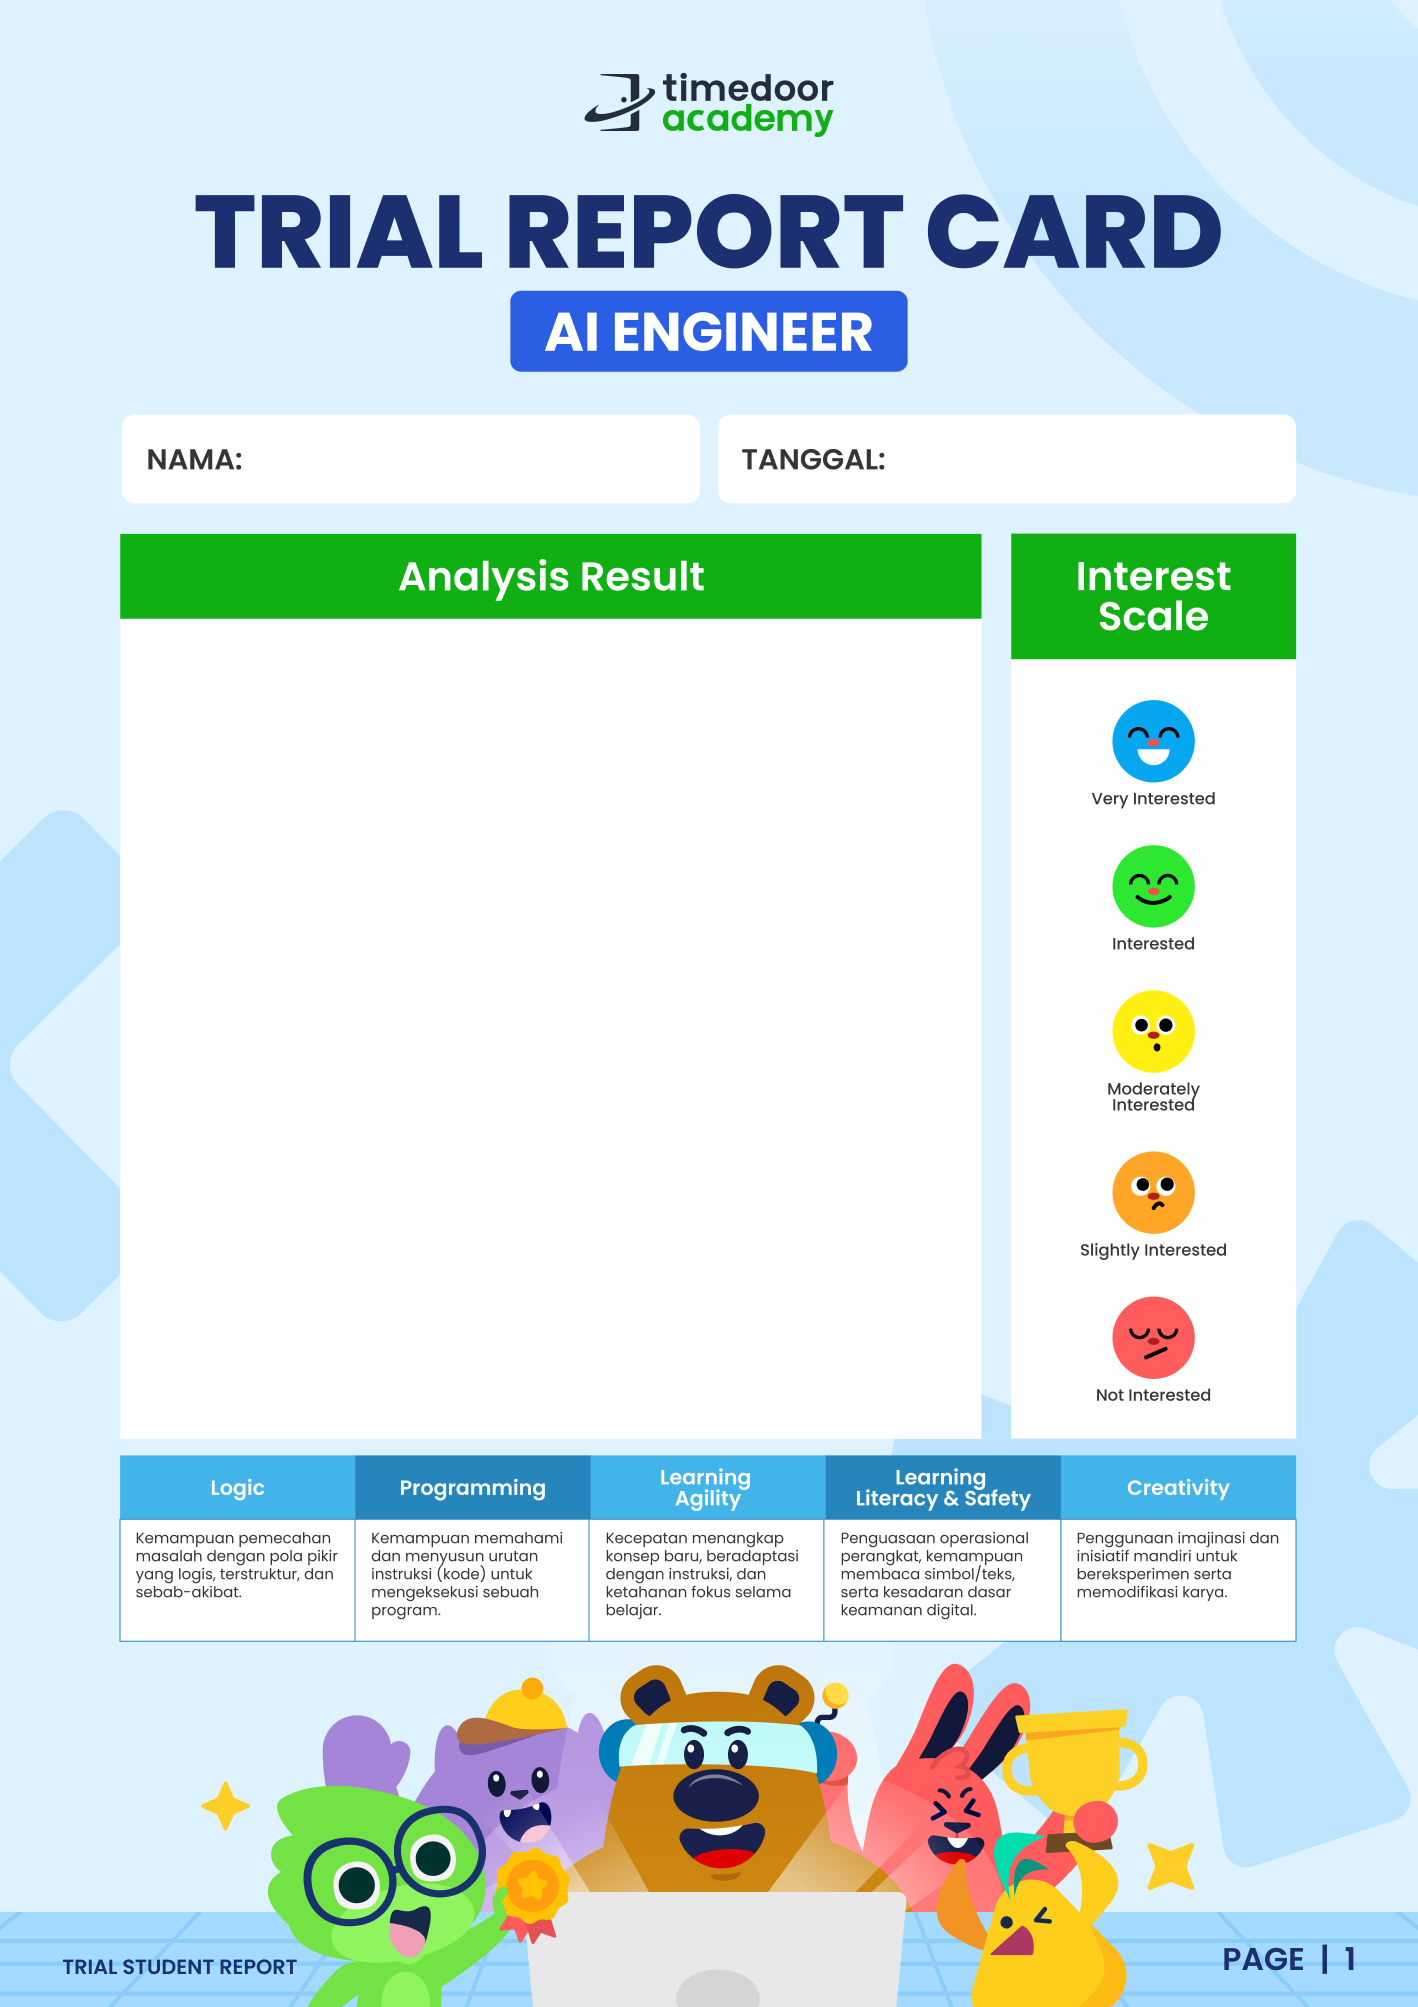 timedoor
academy
TRIAL REPORT CARD
AI ENGINEER
NAMA:
TANGGAL:
Analysis Result
Interest
Scale
Very Interested
Interested
Moderately
Interested
Slightly Interested
Not Interested
Logic
Kemampuan pemecahan
masalah dengan pola pikir
yang logis, terstruktur, dan
sebab-akibat.
Programming
Kemampuan memahami
dan menyusun urutan
instruksi (kode) untuk
mengeksekusi sebuah
program.
Learning
Agility
Kecepatan menangkap
konsep baru, beradaptasi
dengan instruksi, dan
ketahanan fokus selama
belajar.
Learning
Literacy & Safety
Penguasaan operasional
perangkat, kemampuan
membaca simbol/teks,
serta kesadaran dasar
keamanan digital.
Creativity
Penggunaan imajinasi dan
inisiatif mandiri untuk
bereksperimen serta
memodifikasi karya.
TRIAL STUDENT REPORT
PAGE | 1